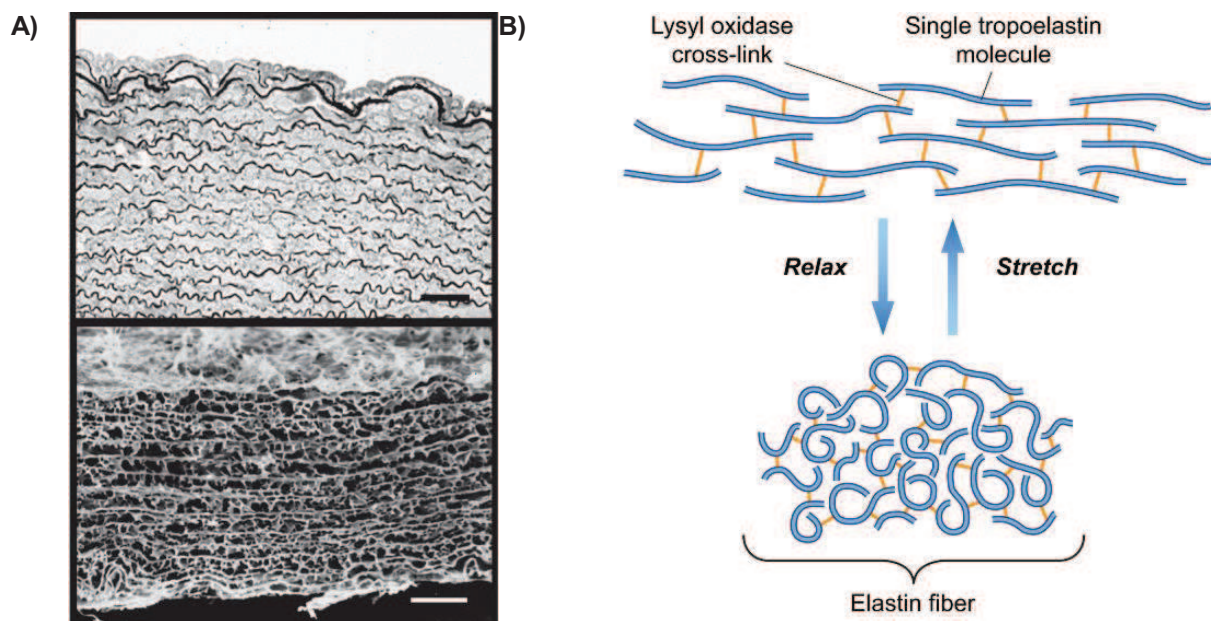 A)
B)
Lysyl oxidase
cross-link
Single tropoelastin
molecule
Relax
Stretch
Elastin fiber